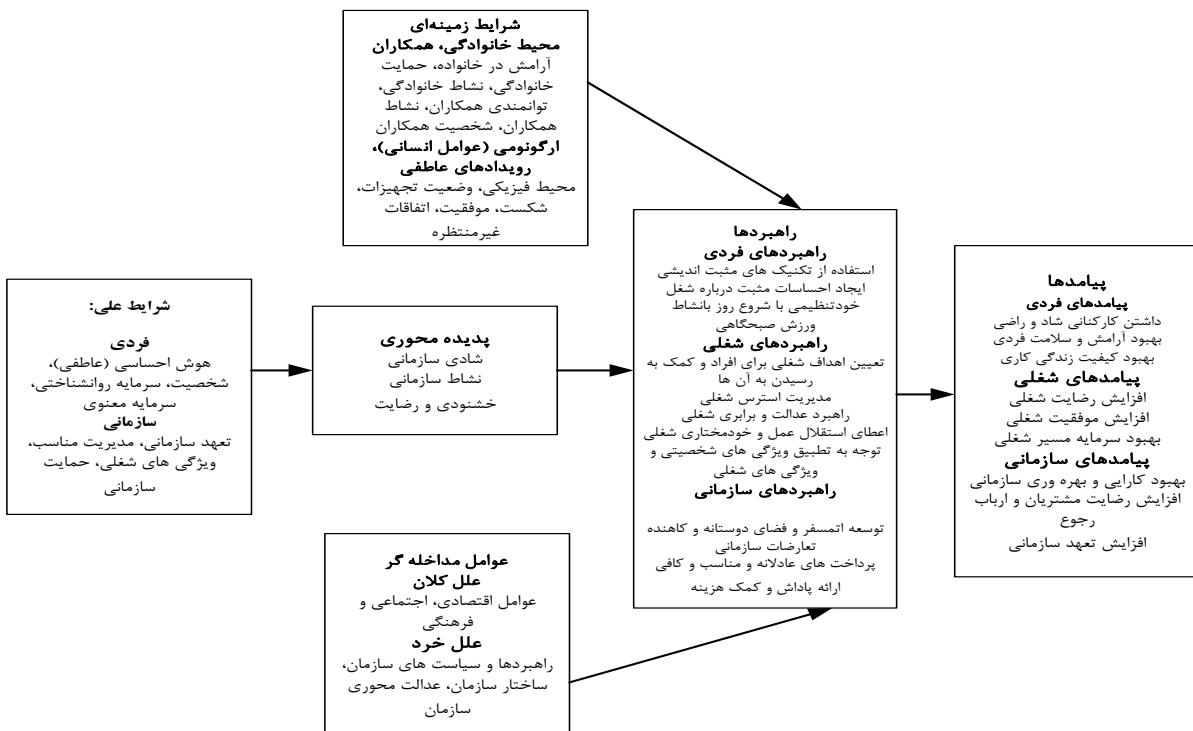 شرایط زمینه‌ای
محیط خانوادگی، همکاران
آرامش در خانواده، حمایت
خانوادگی، نشاط خانوادگی،
توانمندی همکاران، نشاط
همکاران، شخصیت همکاران
ارگونومی (عوامل انسانی)،
رویدادهای عاطفی
محیط فیزیکی، وضعیت تجهیزات،
شکست، موفقیت، اتفاقات
غیرمنتظره
شرایط علی:
فردی
هوش احساسی (عاطفی)،
شخصیت، سرمایه روانشناختی،
سرمایه معنوی
سازمانی
تعهد سازمانی، مدیریت مناسب،
ویژگی های شغلی، حمایت
سازمانی
پدیده محوری
شادی سازمانی
نشاط سازمانی
خشنودی و رضایت
عوامل مداخله گر
علل کلان
عوامل اقتصادی، اجتماعی و
فرهنگی
علل خرد
راهبردها و سیاست های سازمان،
ساختار سازمان، عدالت محوری
سازمان
راهبردها
راهبردهای فردی
استفاده از تکنیک های مثبت اندیشی
ایجاد احساسات مثبت درباره شغل
خودتنظیمی با شروع روز بانشاط
ورزش صبحگاهی
راهبردهای شغلی
تعیین اهداف شغلی برای افراد و کمک به
رسیدن به آن ها
مدیریت استرس شغلی
راهبرد عدالت و برابری شغلی
اعطای استقلال عمل و خودمختاری شغلی
توجه به تطبیق ویژگی های شخصیتی و
ویژگی های شغلی
راهبردهای سازمانی
توسعه اتمسفر و فضای دوستانه و کاهنده
تعارضات سازمانی
پرداخت های عادلانه و مناسب و کافی
ارائه پاداش و کمک هزینه
پیامدها
پیامدهای فردی
داشتن کارکنانی شاد و راضی
بهبود آرامش و سلامت فردی
بهبود کیفیت زندگی کاری
پیامدهای شغلی
افزایش رضایت شغلی
افزایش موفقیت شغلی
بهبود سرمایه مسیر شغلی
پیامدهای سازمانی
بهبود کارایی و بهره وری سازمانی
افزایش رضایت مشتریان و ارباب
رجوع
افزایش تعهد سازمانی